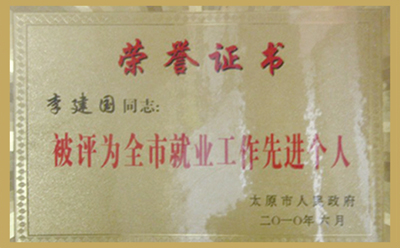 荣誉证书
李建国同志:
被评为全市就业工作先进个人
太原市人民政府
二〇一〇年六月